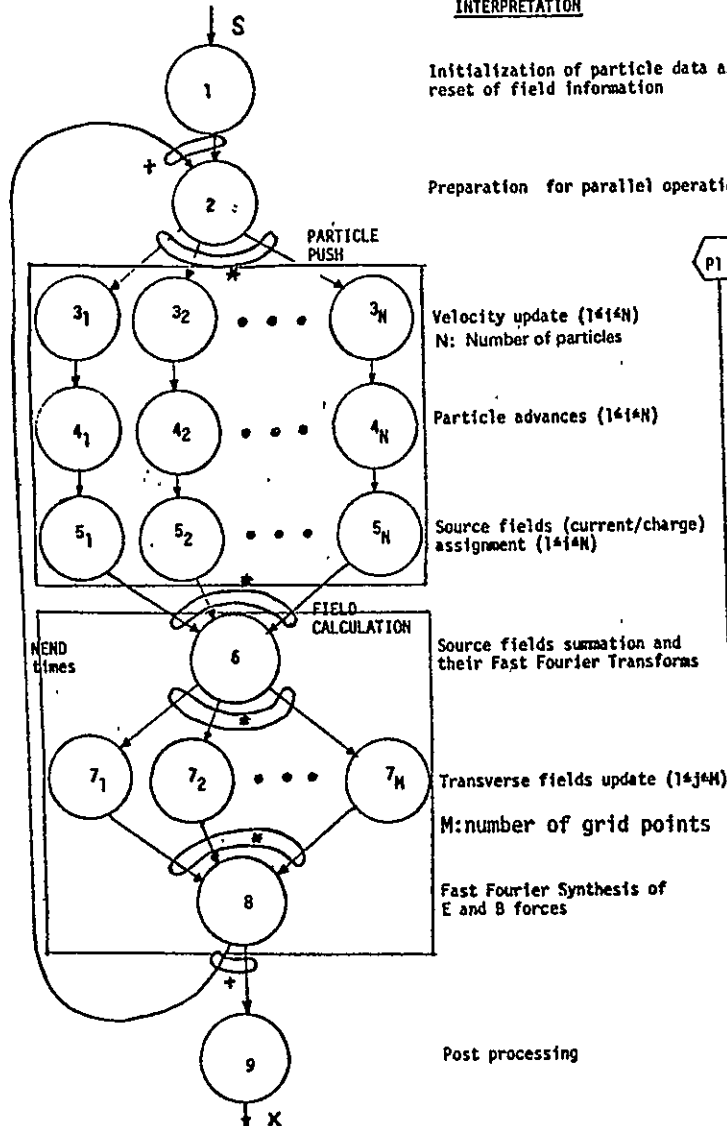 INTERPRETATION
S
1
Initialization of particle data a
reset of field information
+
2
Preparation for parallel operatio
PARTICLE
PUSH
*
P1
3₁ 3₂ • • • 3N
Velocity update (1≤i≤N)
N: Number of particles
4₁ 4₂ • • • 4N
Particle advances (1≤i≤N)
5₁ 5₂ • • • 5N
Source fields (current/charge)
assignment (1≤i≤N)
*
FIELD
CALCULATION
NEND
times
6
Source fields summation and
their Fast Fourier Transforms
*
7₁ 7₂ • • • 7M
Transverse fields update (1≤j≤M)
M:number of grid points
*
8
Fast Fourier Synthesis of
E and B forces
+
9
Post processing
X